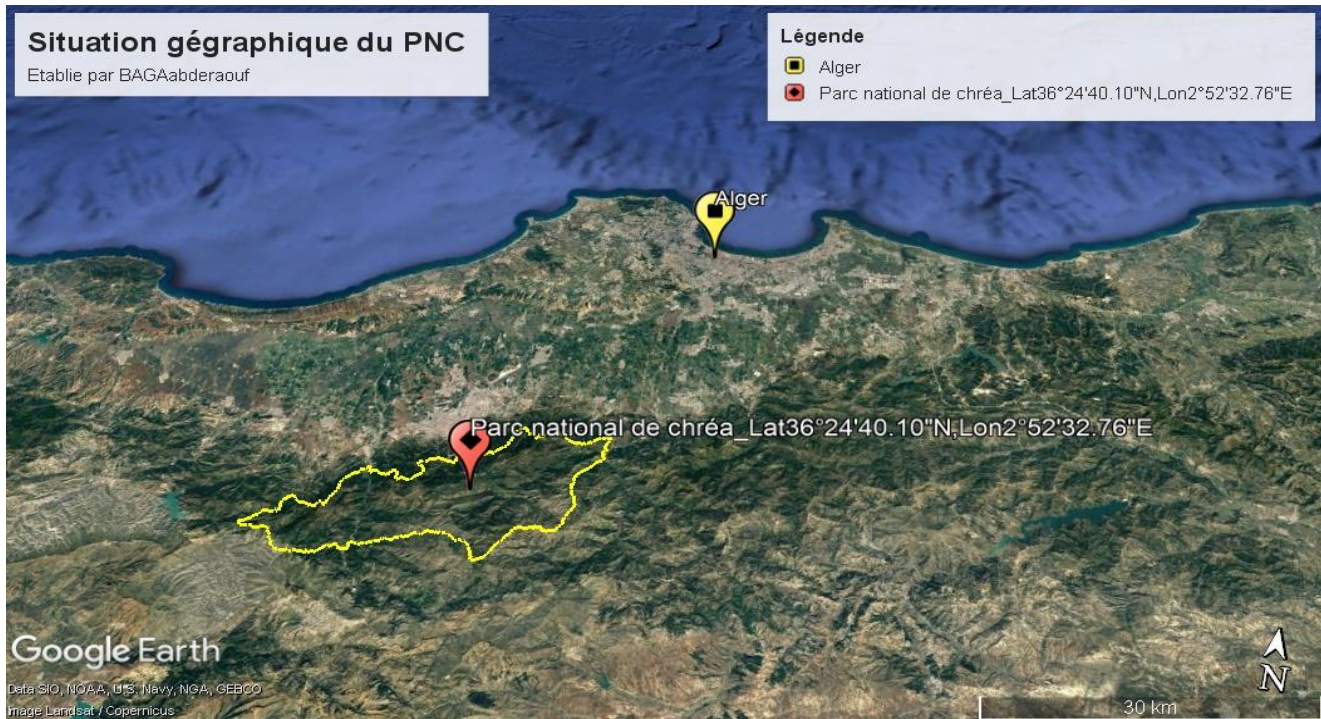 Situation gégraphique du PNC
Etablie par BAGAabderaouf
Légende
Alger
Parc national de chréa_Lat36°24'40.10"N,Lon2°52'32.76"E
Alger
Parc national de chréa_Lat36°24'40.10"N,Lon2°52'32.76"E
Google Earth
Data SIO, NOAA, U.S. Navy, NGA, GEBCO
Image Landsat / Copernicus
N
30 km